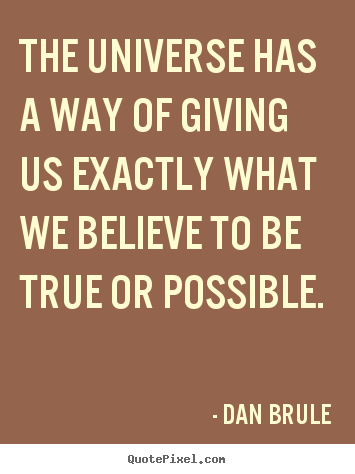 THE UNIVERSE HAS
A WAY OF GIVING
US EXACTLY WHAT
WE BELIEVE TO BE
TRUE OR POSSIBLE.
- DAN BRULE
QuotePixel.com